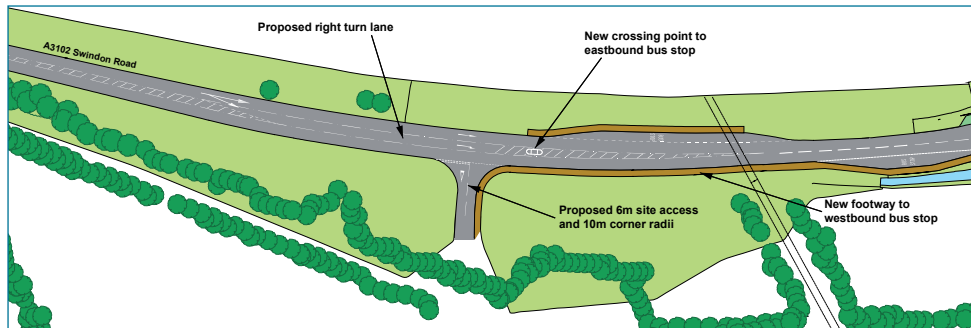 Proposed right turn lane
New crossing point to
eastbound bus stop
A3102 Swindon Road
Proposed 6m site access
and 10m corner radii
New footway to
westbound bus stop